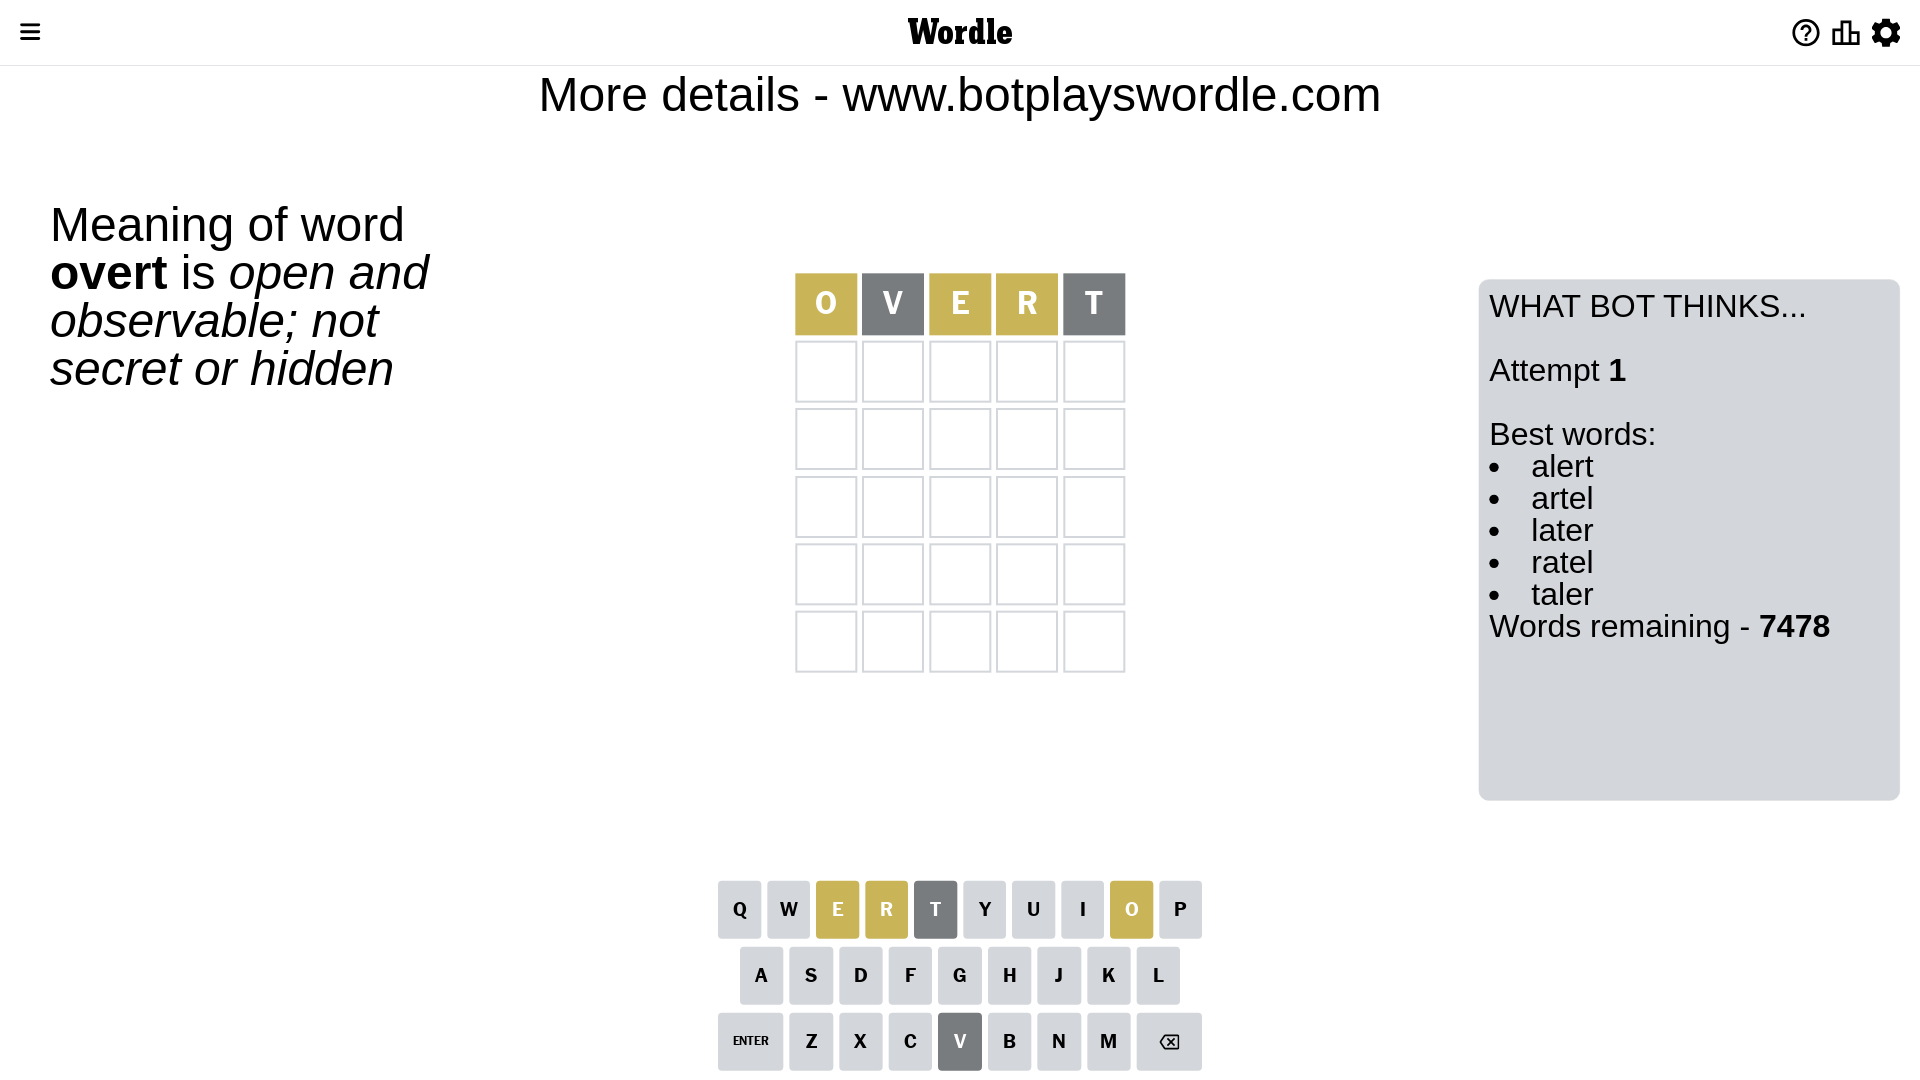 Wordle
More details - www.botplayswordle.com
Meaning of word
overt is open and
observable; not
secret or hidden
O V E R T
WHAT BOT THINKS...
Attempt 1
Best words:
• alert
• artel
• later
• ratel
• taler
Words remaining - 7478
Q W E R T Y U I O P
A S D F G H J K L
ENTER Z X C V B N M